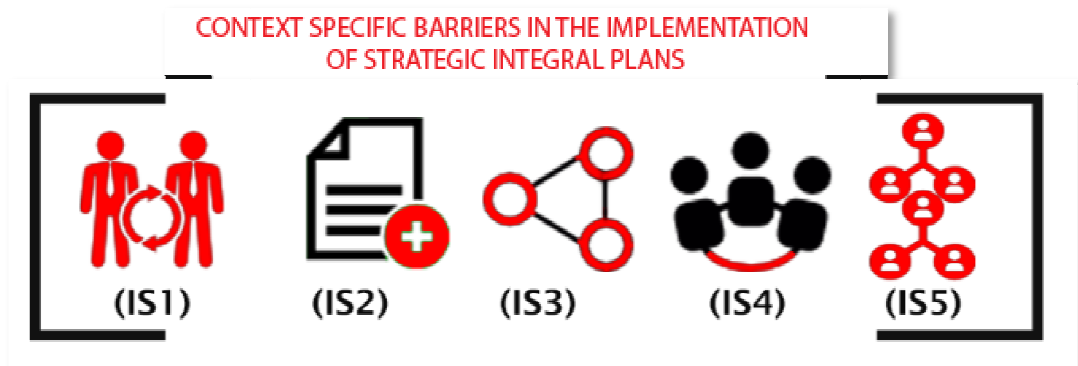 CONTEXT SPECIFIC BARRIERS IN THE IMPLEMENTATION
OF STRATEGIC INTEGRAL PLANS
(IS1) (IS2) (IS3) (IS4) (IS5)